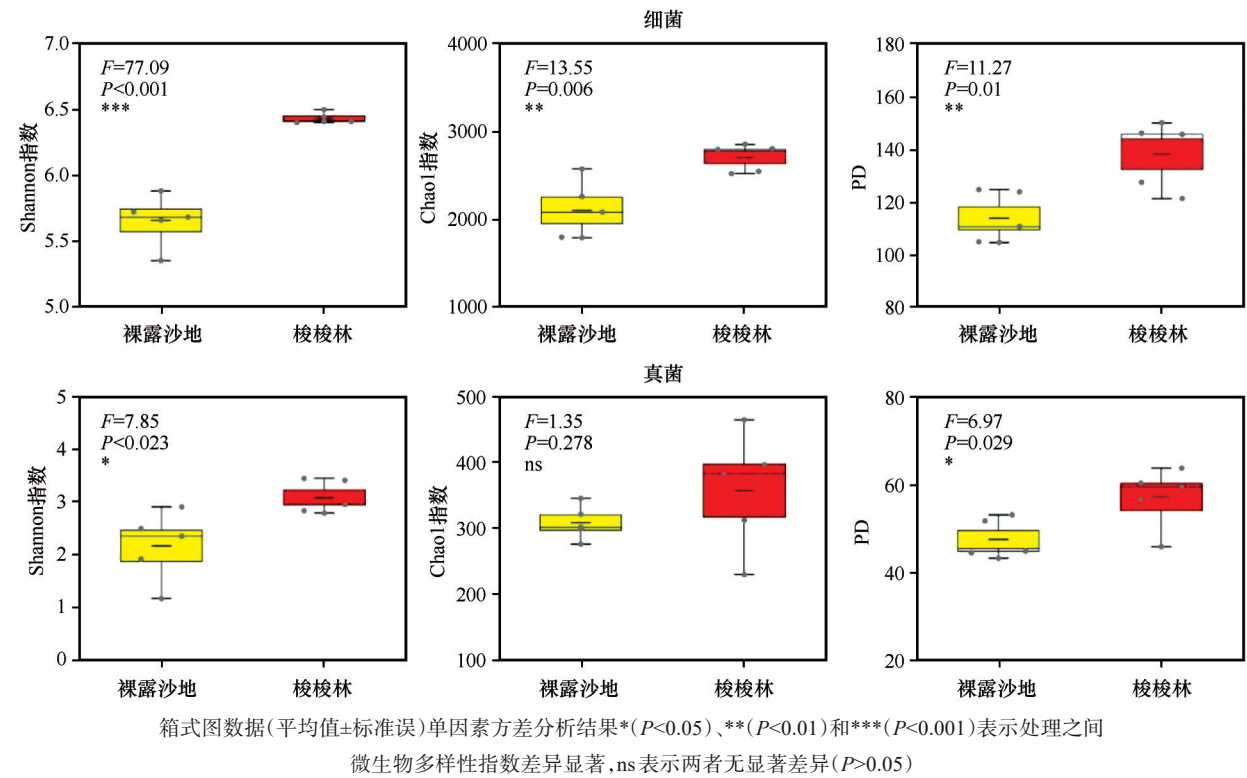 细菌
7.0
6.5
6.0
5.5
5.0
Shannon指数
F=77.09
P<0.001
***
裸露沙地
梭梭林
4000
3000
2000
1000
Chao1指数
F=13.55
P=0.006
**
裸露沙地
梭梭林
180
160
140
120
100
80
PD
F=11.27
P=0.01
**
裸露沙地
梭梭林
真菌
5
4
3
2
1
0
Shannon指数
F=7.85
P<0.023
*
裸露沙地
梭梭林
500
400
300
200
100
Chao1指数
F=1.35
P=0.278
ns
裸露沙地
梭梭林
80
60
40
20
PD
F=6.97
P=0.029
*
裸露沙地
梭梭林
箱式图数据(平均值±标准误)单因素方差分析结果*(P<0.05)、**(P<0.01)和***(P<0.001)表示处理之间
微生物多样性指数差异显著,ns表示两者无显著差异(P>0.05)